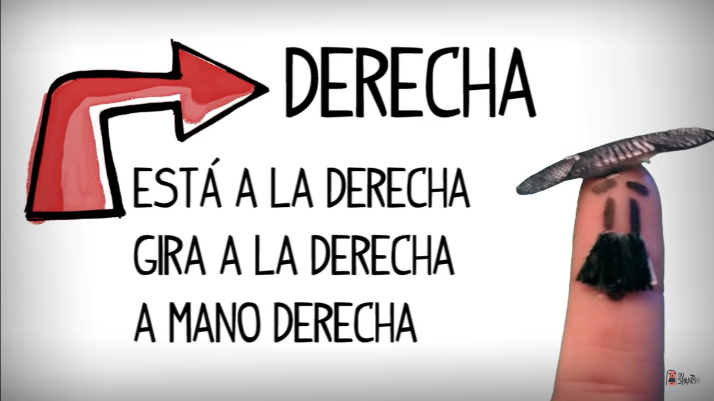 DERECHA
ESTÁ A LA DERECHA
GIRA A LA DERECHA
A MANO DERECHA